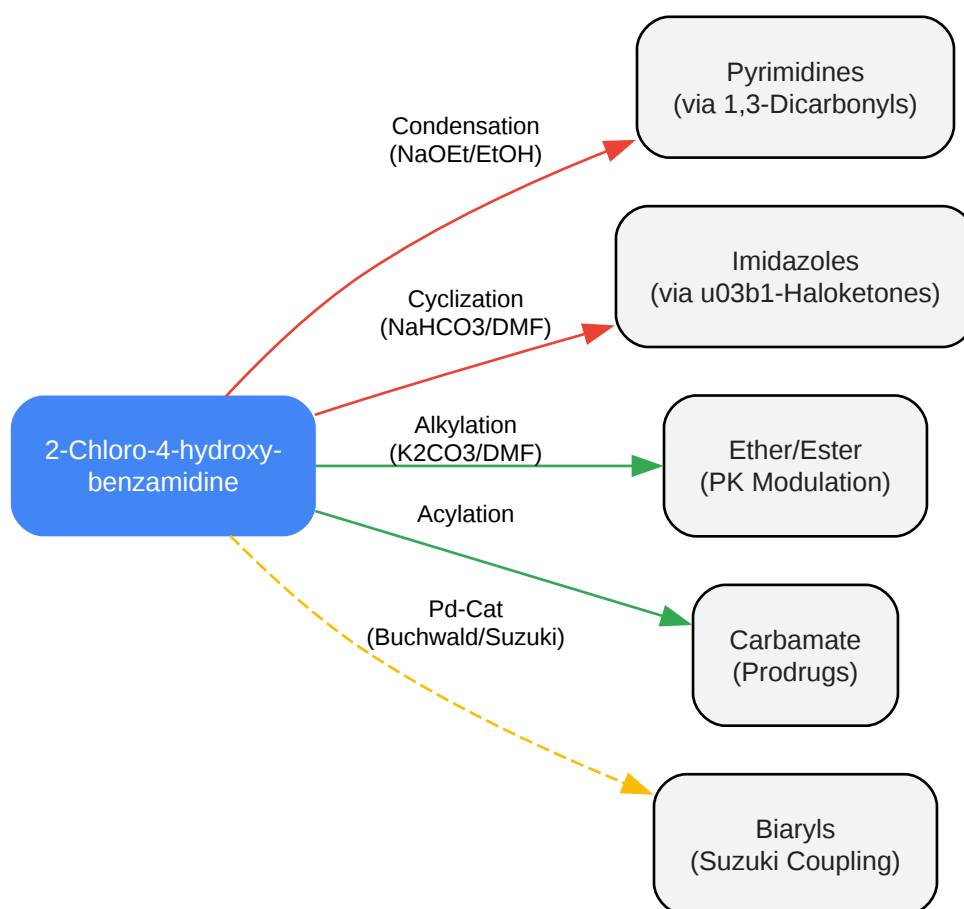 Pyrimidines
(via 1,3-Dicarbonyls)
Condensation
(NaOEt/EtOH)
Imidazoles
(via u03b1-Haloketones)
Cyclization
(NaHCO3/DMF)
2-Chloro-4-hydroxy-
benzamidine
Alkylation
(K2CO3/DMF)
Ether/Ester
(PK Modulation)
Acylation
Carbamate
(Prodrugs)
Pd-Cat
(Buchwald/Suzuki)
Biaryls
(Suzuki Coupling)